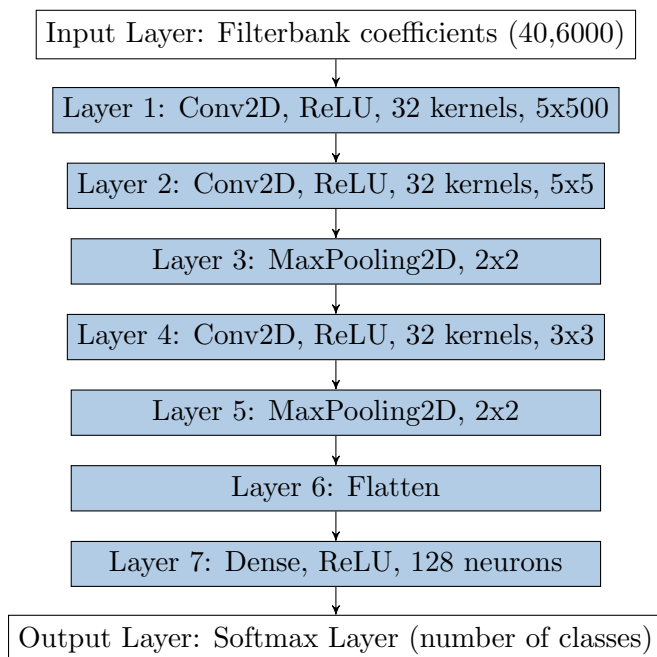 Input Layer: Filterbank coefficients (40,6000)
Layer 1: Conv2D, ReLU, 32 kernels, 5x500
Layer 2: Conv2D, ReLU, 32 kernels, 5x5
Layer 3: MaxPooling2D, 2x2
Layer 4: Conv2D, ReLU, 32 kernels, 3x3
Layer 5: MaxPooling2D, 2x2
Layer 6: Flatten
Layer 7: Dense, ReLU, 128 neurons
Output Layer: Softmax Layer (number of classes)